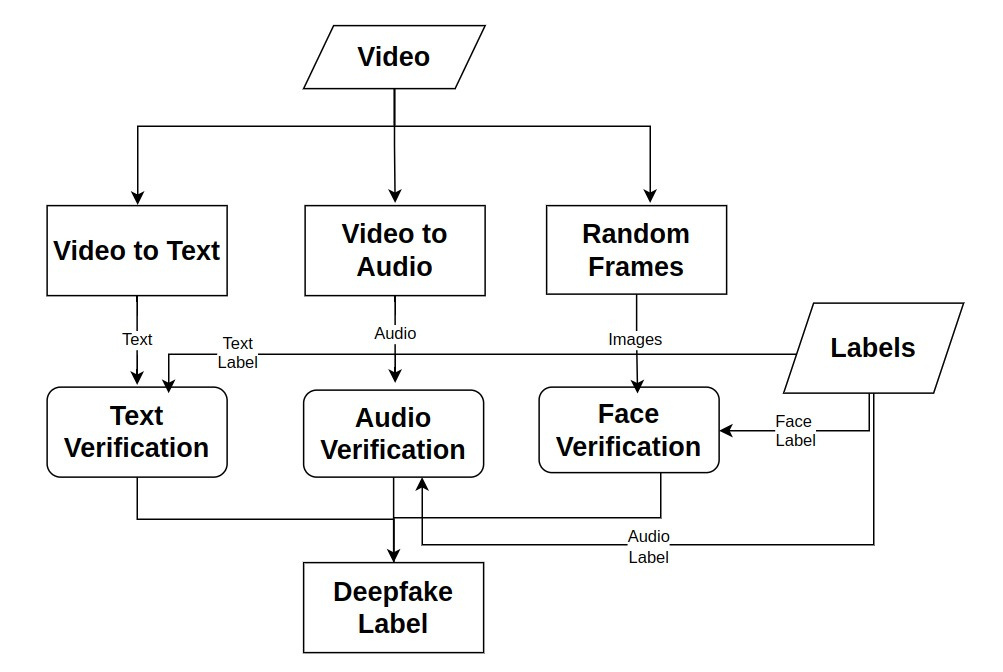 Video
Video to Text
Video to
Audio
Random
Frames
Text
Text
Label
Audio
Images
Labels
Text
Verification
Audio
Verification
Face
Verification
Face
Label
Audio
Label
Deepfake
Label